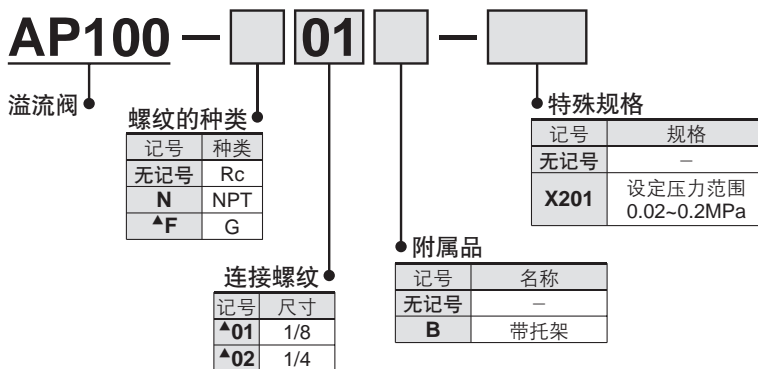 AP100 — 01 —
溢流阀
螺纹的种类
记号 种类
无记号 Rc
N NPT
▲F G
连接螺纹
记号 尺寸
▲01 1/8
▲02 1/4
附属品
记号 名称
无记号 －
B 带托架
特殊规格
记号 规格
无记号 －
X201 设定压力范围
0.02~0.2MPa